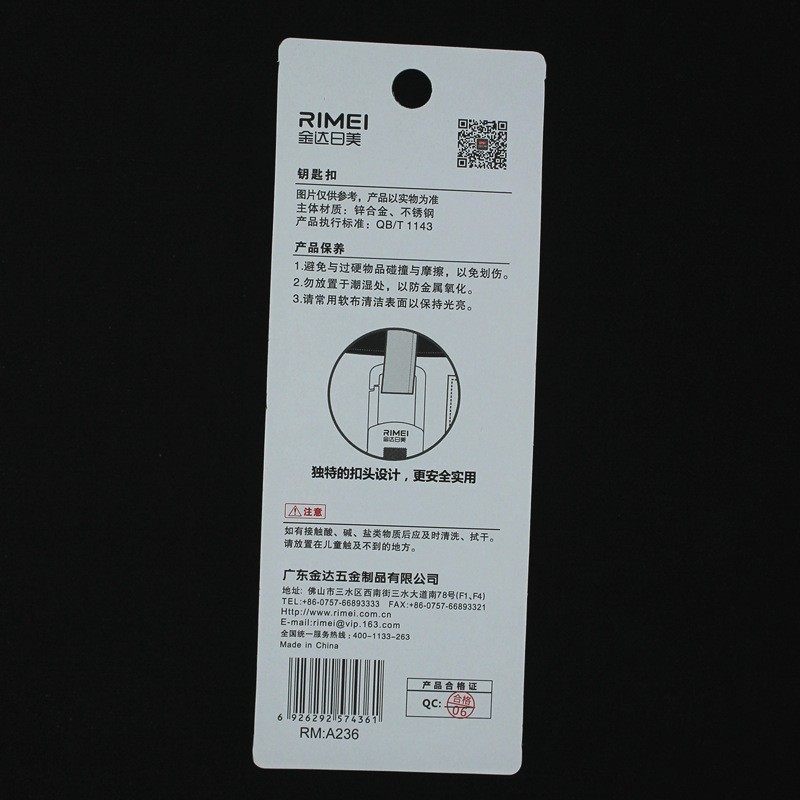 RIMEI
金达日美
钥匙扣
图片仅供参考，产品以实物为准
主体材质：锌合金、不锈钢
产品执行标准：QB/T 1143
产品保养
1.避免与过硬物品碰撞与摩擦，以免划伤。
2.勿放置于潮湿处，以防金属氧化。
3.请常用软布清洁表面以保持光亮。
RIMEI
金达日美
独特的扣头设计，更安全实用
注意
如有接触酸、碱、盐类物质后应及时清洗、拭干。
请放置在儿童触及不到的地方。
广东金达五金制品有限公司
地址：佛山市三水区西南街三水大道南78号(F1、F4)
TEL:+86-0757-66893333 FAX:+86-0757-66893321
Http://www.rimei.com.cn
E-mail:rimei@vip.163.com
全国统一服务热线：400-1133-263
Made in China
6 926292 574361
RM:A236
产品合格证
QC: 合格
06